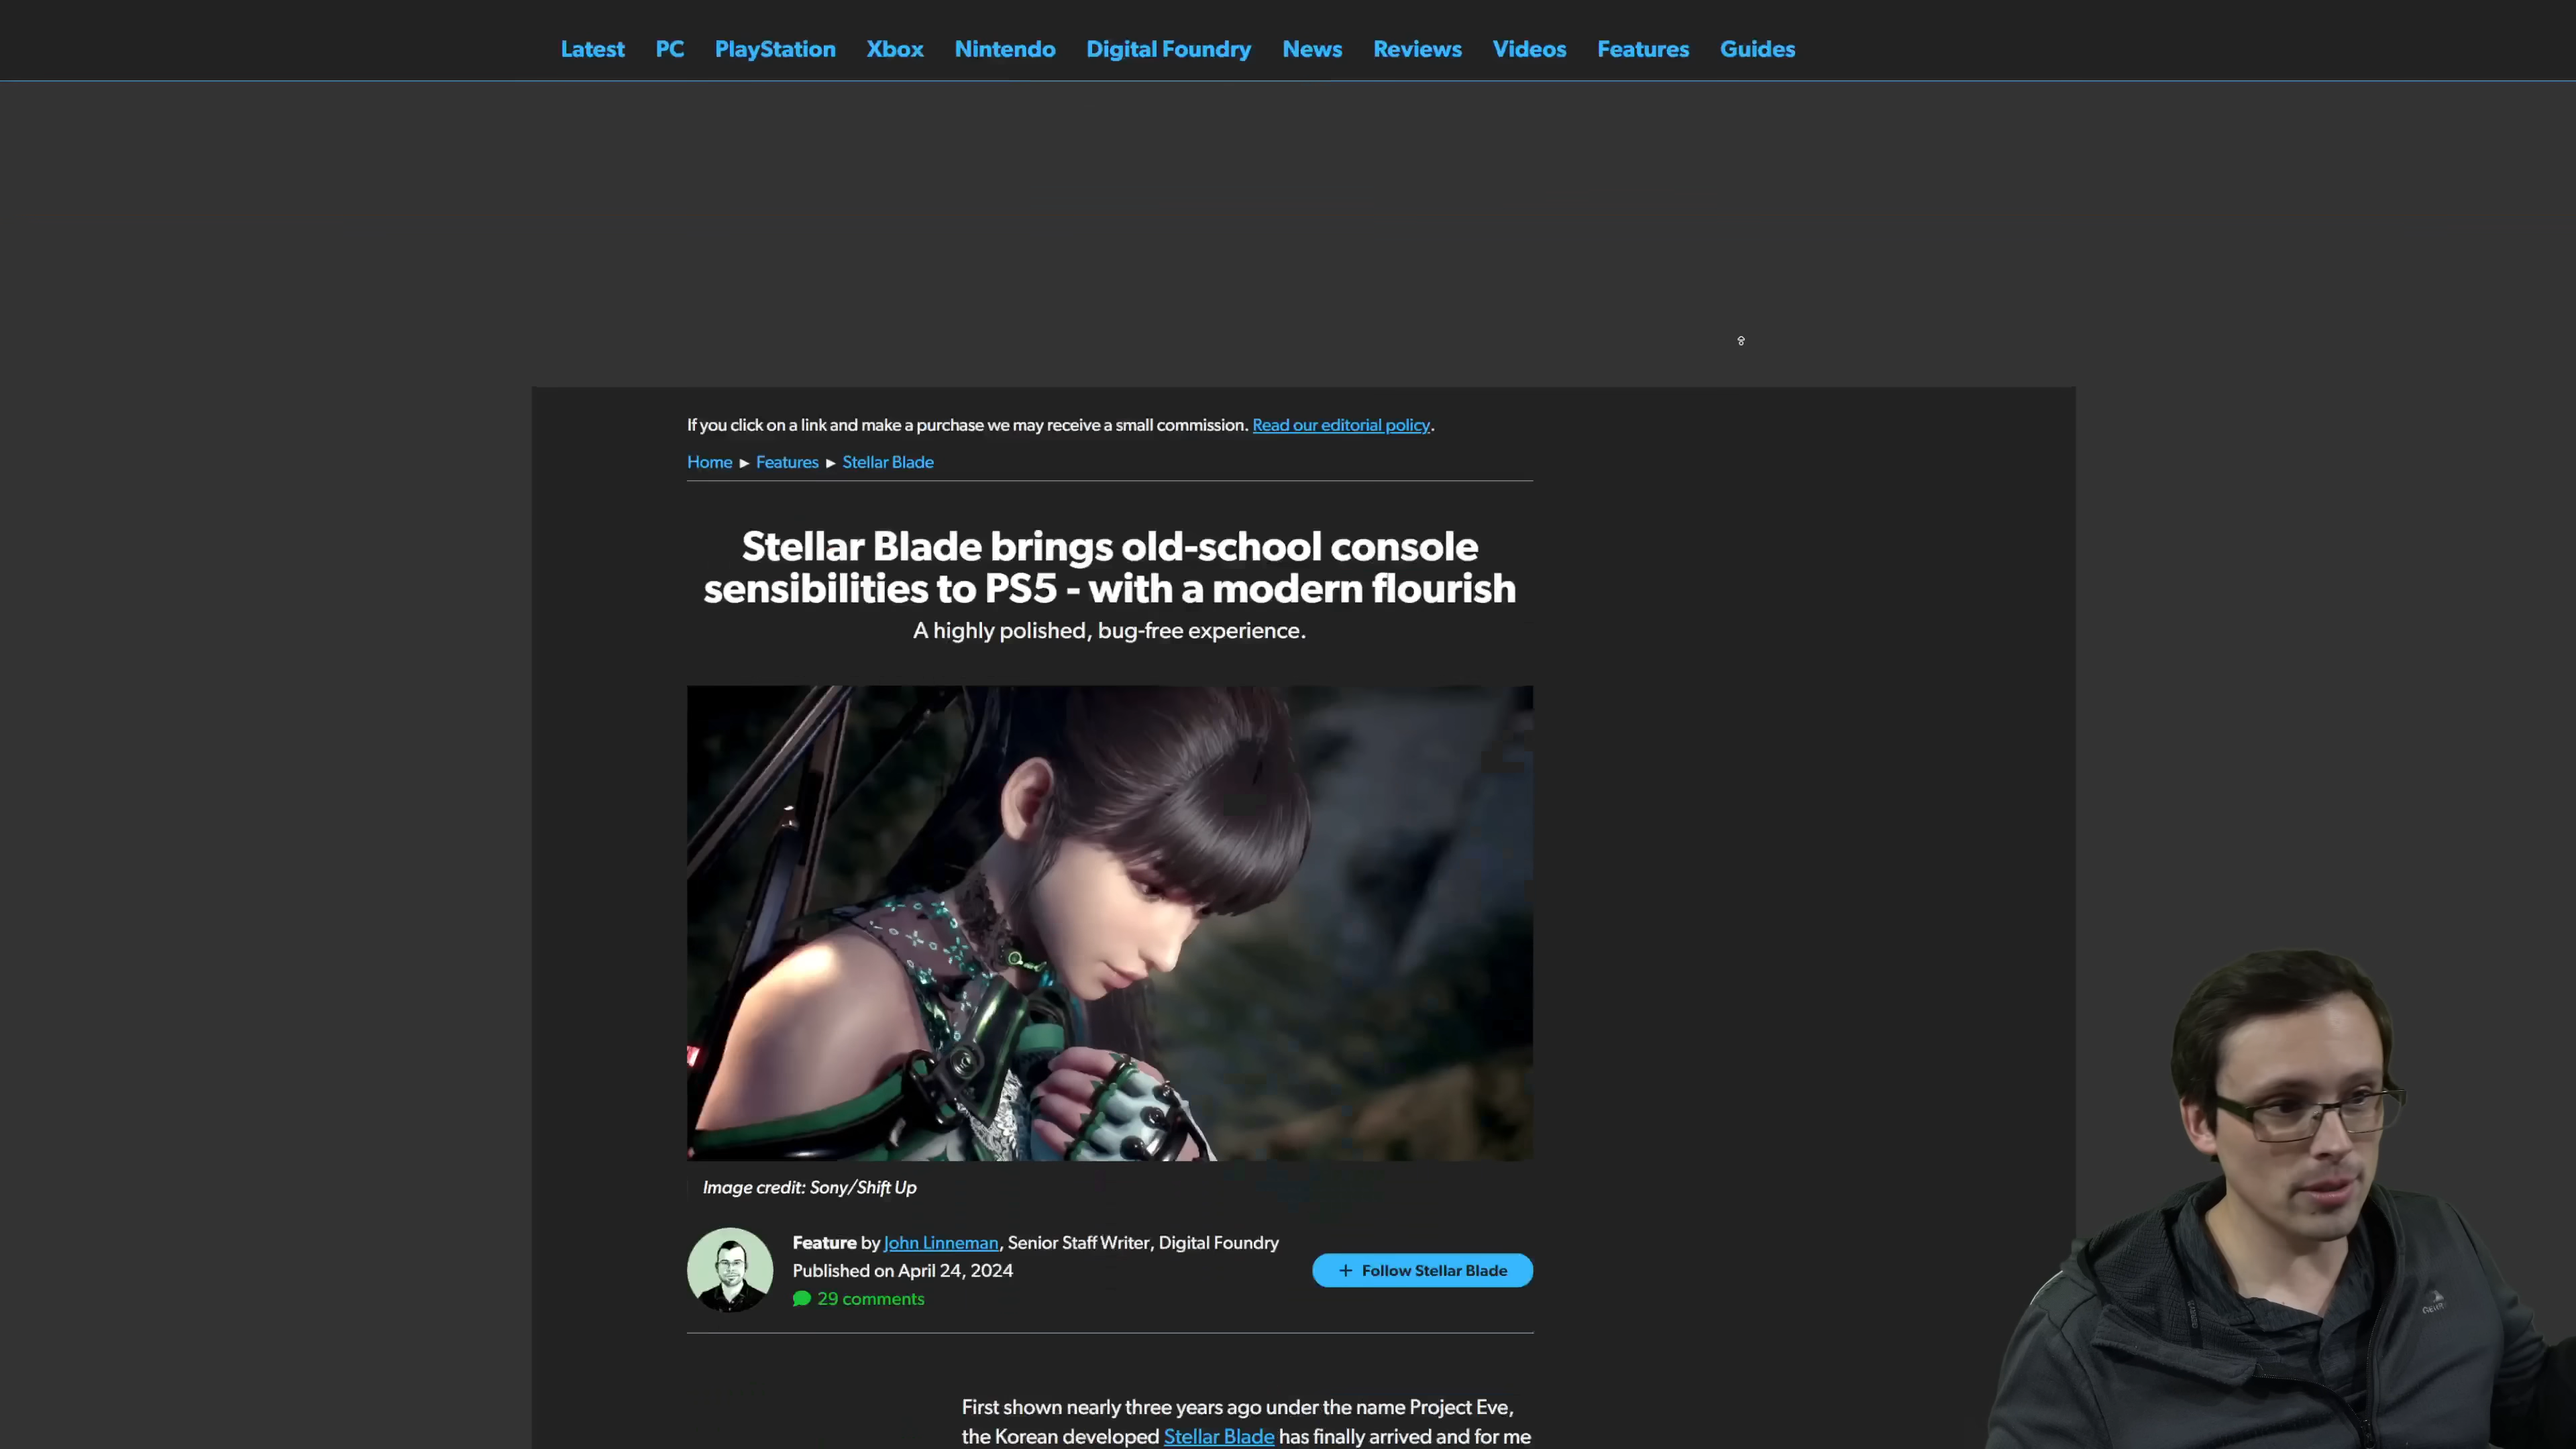 Latest PC PlayStation Xbox Nintendo Digital Foundry News Reviews Videos Features Guides
If you click on a link and make a purchase we may receive a small commission. Read our editorial policy.
Home ► Features ► Stellar Blade
Stellar Blade brings old-school console
sensibilities to PS5 - with a modern flourish
A highly polished, bug-free experience.
Image credit: Sony/Shift Up
Feature by John Linneman, Senior Staff Writer, Digital Foundry
Published on April 24, 2024
29 comments
+ Follow Stellar Blade
First shown nearly three years ago under the name Project Eve,
the Korean developed Stellar Blade has finally arrived and for me